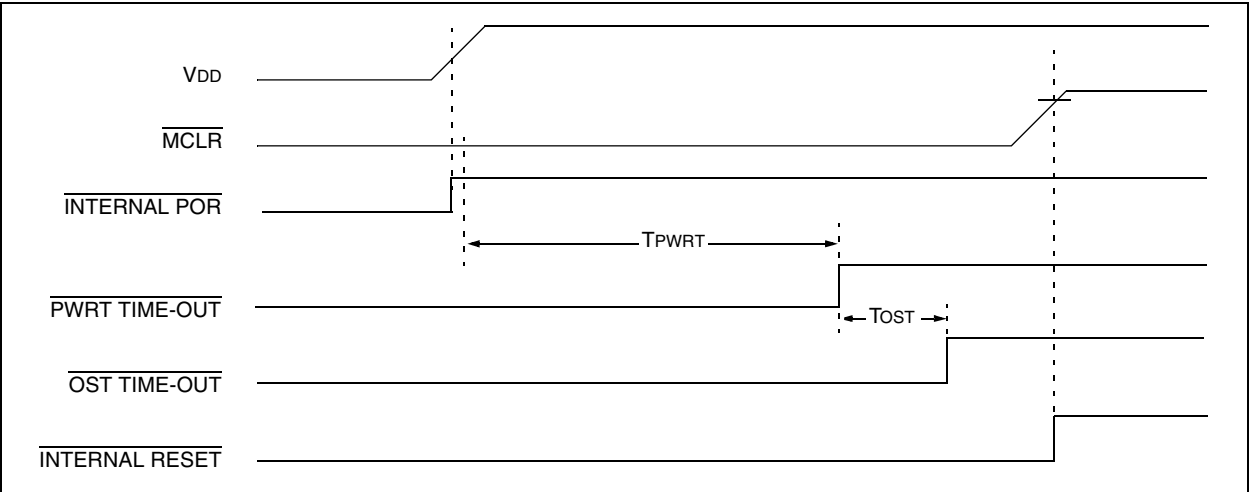 VDD
MCLR
INTERNAL POR
TPWRT
PWRT TIME-OUT
TOST
OST TIME-OUT
INTERNAL RESET